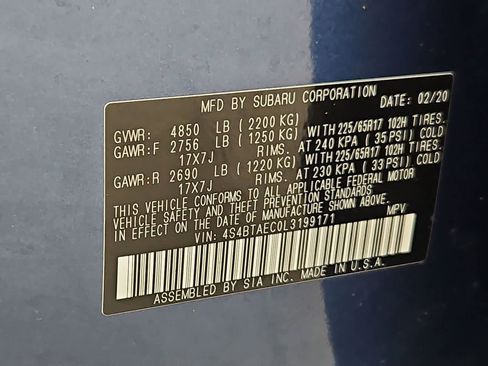 MFD BY SUBARU CORPORATION DATE: 02/20
GVWR: 4850 LB (2200 KG)
GAWR:F 2756 LB (1250 KG) WITH 225/65R17 102H TIRES.
17X7J RIMS. AT 240 KPA (35 PSI) COLD
GAWR:R 2690 LB (1220 KG) WITH 225/65R17 102H TIRES.
17X7J RIMS. AT 230 KPA (33 PSI) COLD
THIS VEHICLE CONFORMS TO ALL APPLICABLE FEDERAL MOTOR
VEHICLE SAFETY AND THEFT PREVENTION STANDARDS IN
EFFECT ON THE DATE OF MANUFACTURE SHOWN ABOVE.
VIN: 4S4BTAEC0L3199171 MPV
ASSEMBLED BY SIA INC. MADE IN U.S.A.